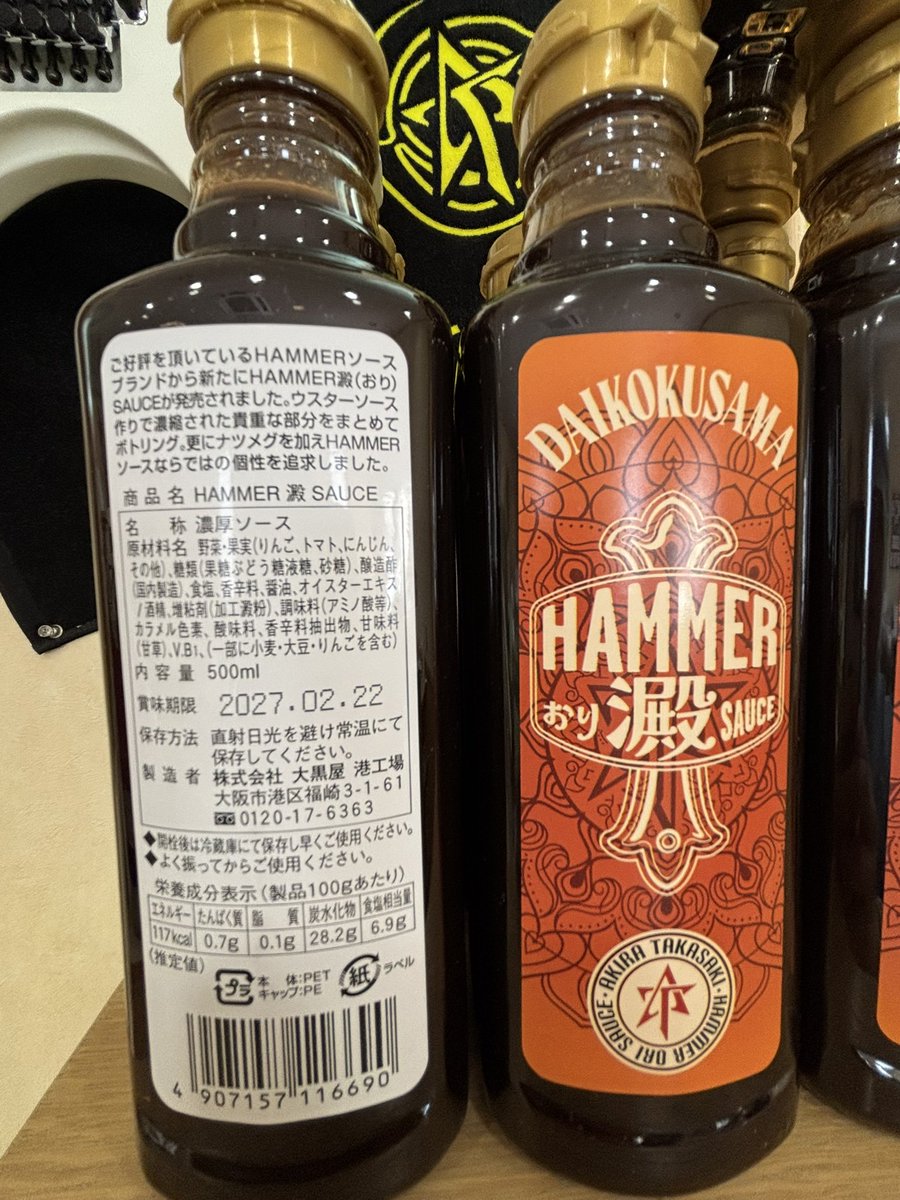 ご好評を頂いているHAMMERソース
ブランドから新たにHAMMER澱(おり)
SAUCEが発売されました。ウスターソース
作りで濃縮された貴重な部分をまとめて
ボトリング。更にナツメグを加えHAMMER
ソースならではの個性を追求しました。
商品名 HAMMER 澱 SAUCE
名称 濃厚ソース
原材料名 野菜・果実(りんご、トマト、にんじん、
その他)、糖類(果糖ぶどう糖液糖、砂糖)、醸造酢
(国内製造)、食塩、香辛料、醤油、オイスターエキス
/酒精、増粘剤(加工澱粉)、調味料(アミノ酸等)、
カラメル色素、酸味料、香辛料抽出物、甘味料
(甘草)、V.B1、(一部に小麦・大豆・りんごを含む)
内容量 500ml
賞味期限 2027.02.22
保存方法 直射日光を避け常温にて
保存してください。
製造者 株式会社 大黒屋 港工場
大阪市港区福崎3-1-61
0120-17-6363
◆開栓後は冷蔵庫にて保存し早くご使用ください。
◆よく振ってからご使用ください。
栄養成分表示(製品100gあたり)
エネルギー たんぱく質 脂質 炭水化物 食塩相当量
117kcal 0.7g 0.1g 28.2g 6.9g
(推定値)
プラ 本体:PET
キャップ:PE
紙 ラベル
4 907157 116690
DAIKOKUSAMA
HAMMER
おり 澱 SAUCE
AKIRA TAKASAKI・HAMMER ORI SAUCE・